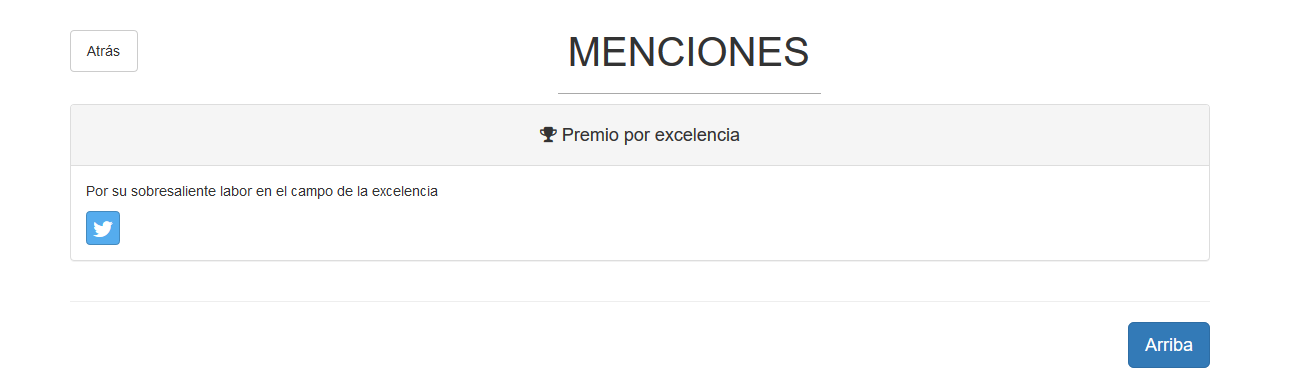 Atrás
MENCIONES
Premio por excelencia
Por su sobresaliente labor en el campo de la excelencia
Arriba